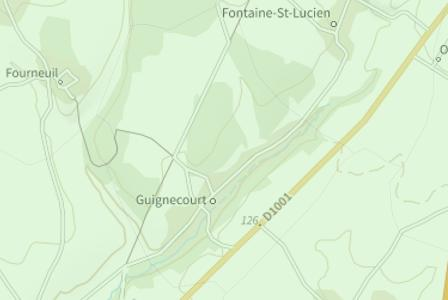 Fontaine-St-Lucien
O
Fourneuil
Guignecourt
126
D1001